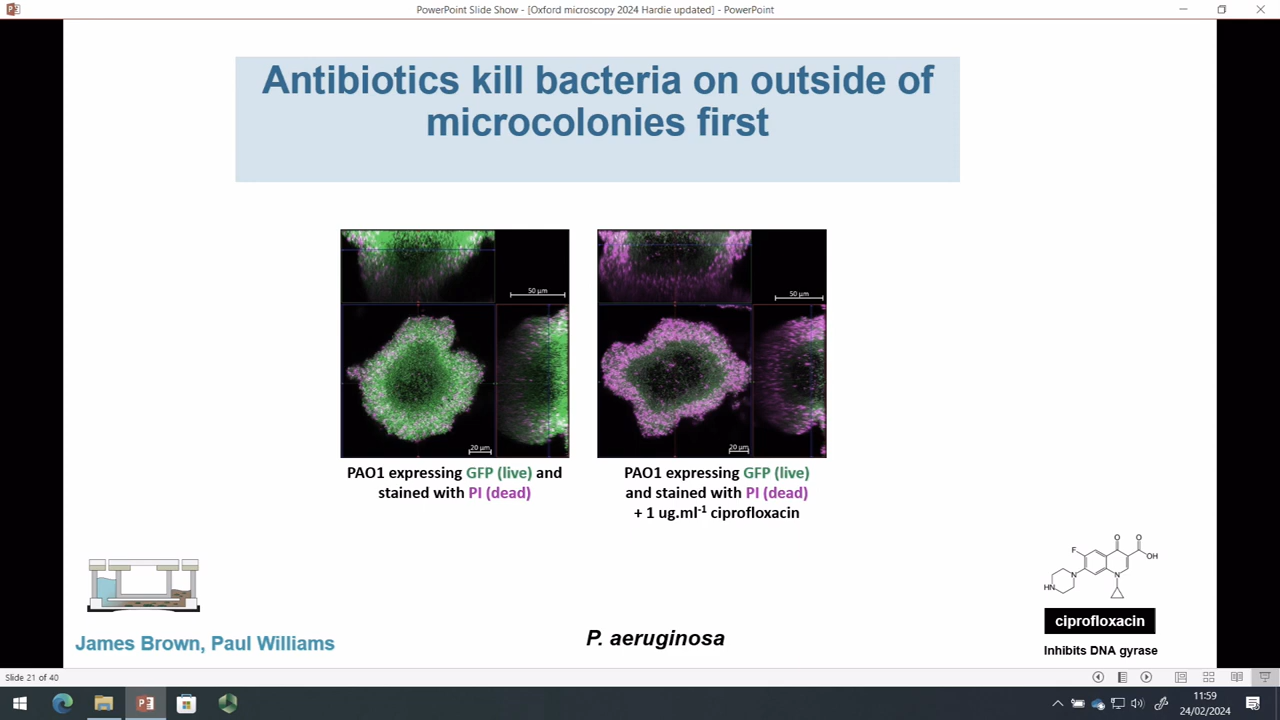 PowerPoint Slide Show - [Oxford microscopy 2024 Hardie updated] - PowerPoint
Antibiotics kill bacteria on outside of
microcolonies first
50 µm
50 µm
20 µm
20 µm
PAO1 expressing GFP (live) and
stained with PI (dead)
PAO1 expressing GFP (live)
and stained with PI (dead)
+ 1 ug.ml-1 ciprofloxacin
F
O
O
OH
N
N
HN
ciprofloxacin
Inhibits DNA gyrase
James Brown, Paul Williams
P. aeruginosa
Slide 21 of 40
11:59
24/02/2024